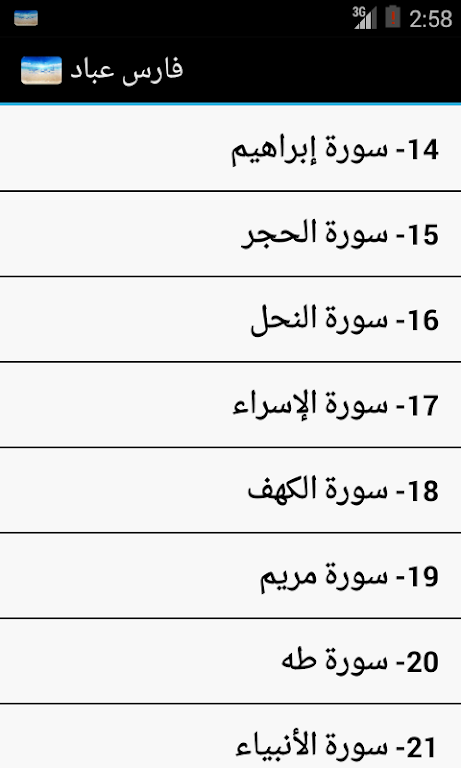 3G 2:58
فارس عباد
14- سورة إبراهيم
15- سورة الحجر
16- سورة النحل
17- سورة الإسراء
18- سورة الكهف
19- سورة مريم
20- سورة طه
21- سورة الأنبياء